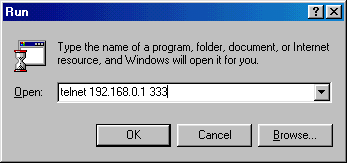 Run
Type the name of a program, folder, document, or Internet
resource, and Windows will open it for you.
Open: telnet 192.168.0.1 333
OK Cancel Browse...